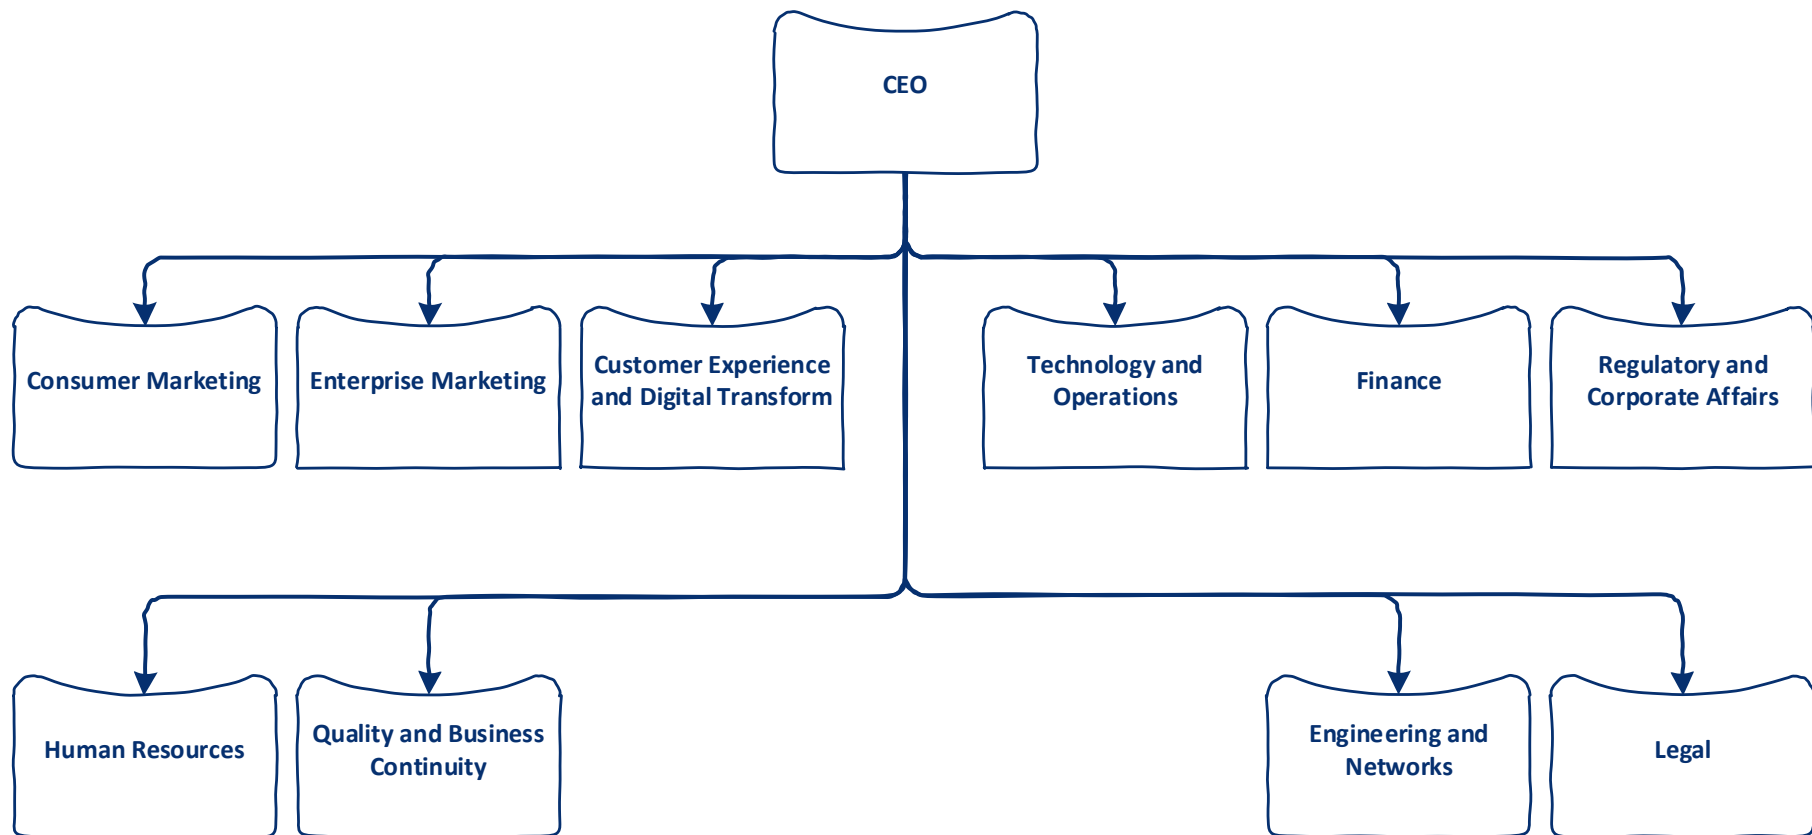 CEO
Consumer Marketing
Enterprise Marketing
Customer Experience
and Digital Transform
Technology and
Operations
Finance
Regulatory and
Corporate Affairs
Human Resources
Quality and Business
Continuity
Engineering and
Networks
Legal